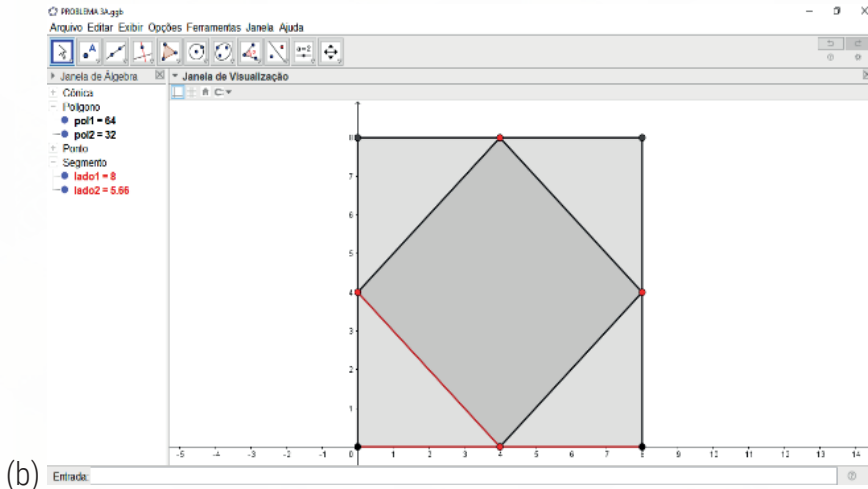 PROBLEMA 3A.ggb
Arquivo Editar Exibir Opções Ferramentas Janela Ajuda
A
a=2
Janela de Álgebra
Janela de Visualização
Cônica
Polígono
pol1 = 64
pol2 = 32
Ponto
Segmento
lado1 = 8
lado2 = 5.66
8
7
6
5
4
3
2
1
-5 -4 -3 -2 -1 0 1 2 3 4 5 6 7 8 9 10 11 12 13 14
(b)
Entrada: